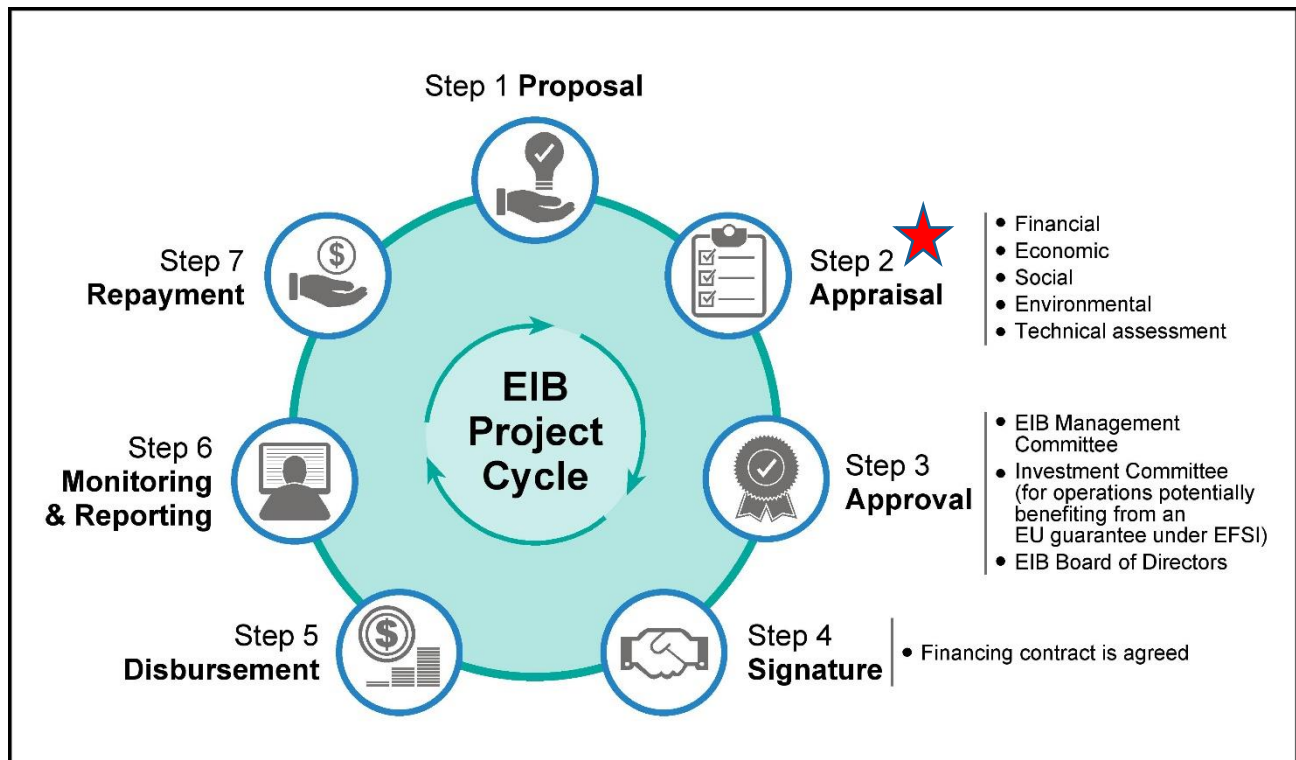 Step 1 Proposal
Step 2
Appraisal
• Financial
• Economic
• Social
• Environmental
• Technical assessment
Step 3
Approval
• EIB Management
Committee
• Investment Committee
(for operations potentially
benefiting from an
EU guarantee under EFSI)
• EIB Board of Directors
Step 4
Signature
• Financing contract is agreed
Step 5
Disbursement
$
Step 6
Monitoring
& Reporting
Step 7
Repayment
$
EIB
Project
Cycle